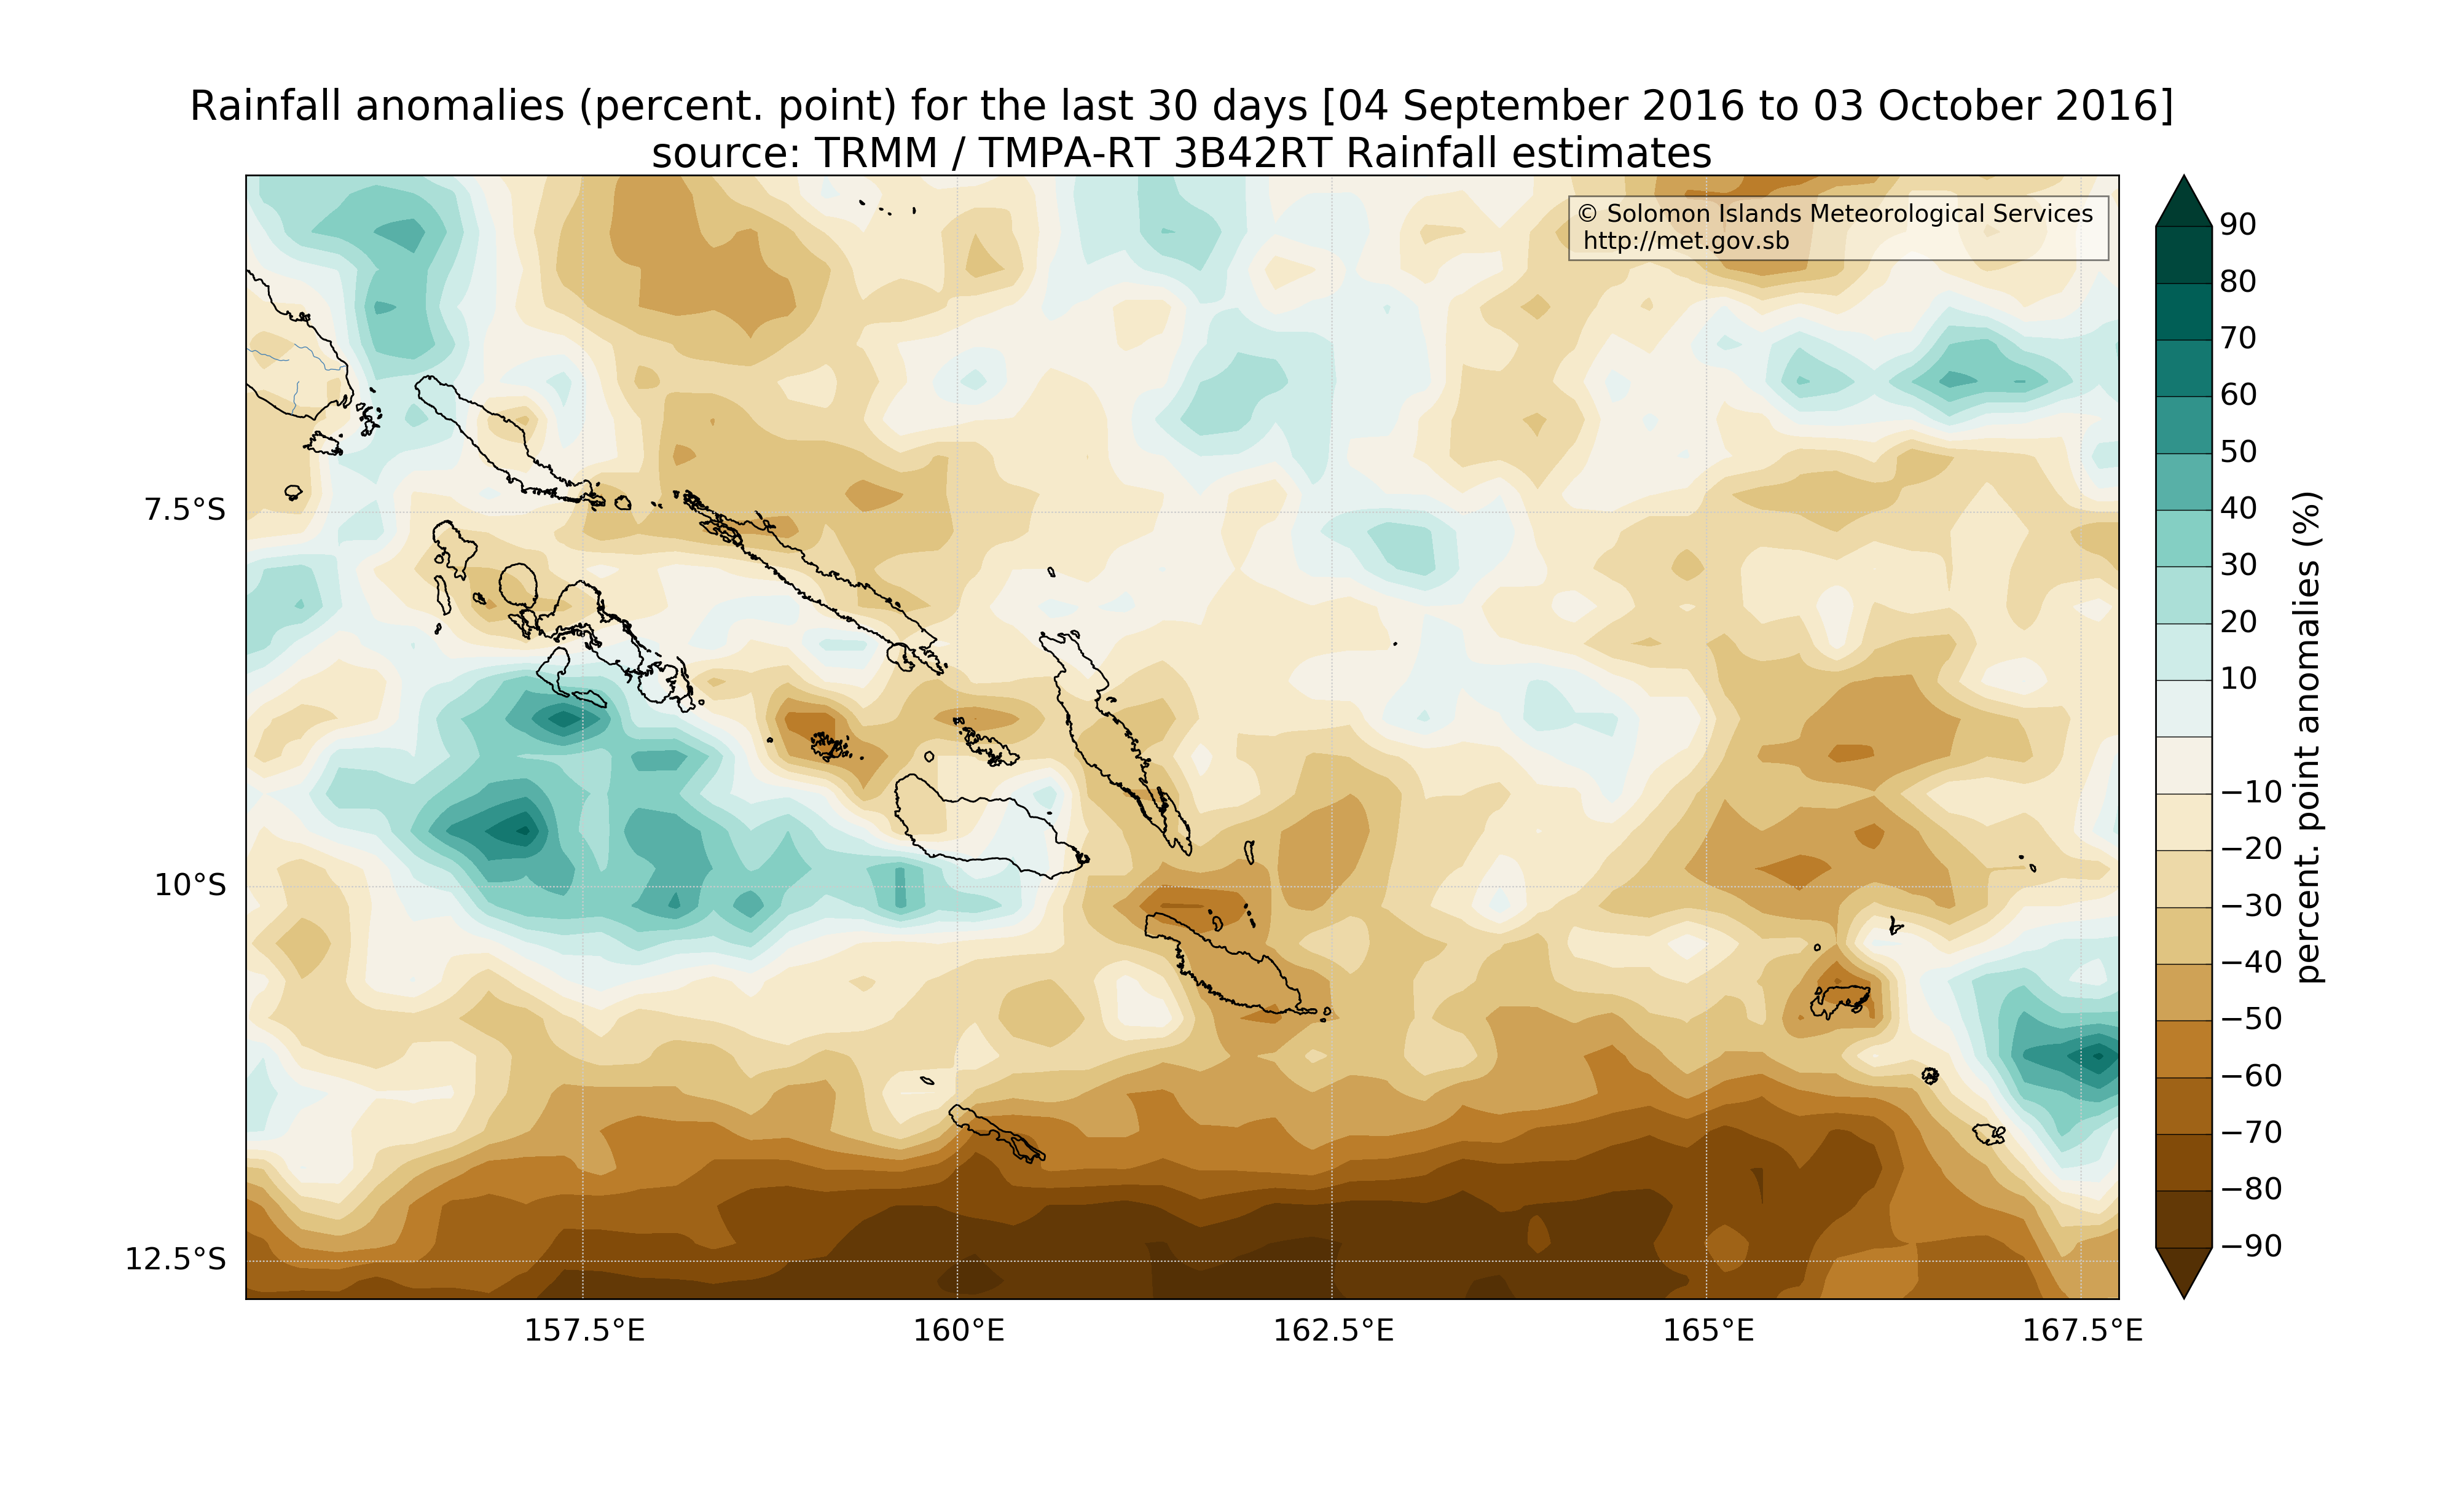 Rainfall anomalies (percent. point) for the last 30 days [04 September 2016 to 03 October 2016]
source: TRMM / TMPA-RT 3B42RT Rainfall estimates
© Solomon Islands Meteorological Services
http://met.gov.sb
7.5°S
10°S
12.5°S
157.5°E
160°E
162.5°E
165°E
167.5°E
90
80
70
60
50
40
30
20
10
−10
−20
−30
−40
−50
−60
−70
−80
−90
percent. point anomalies (%)